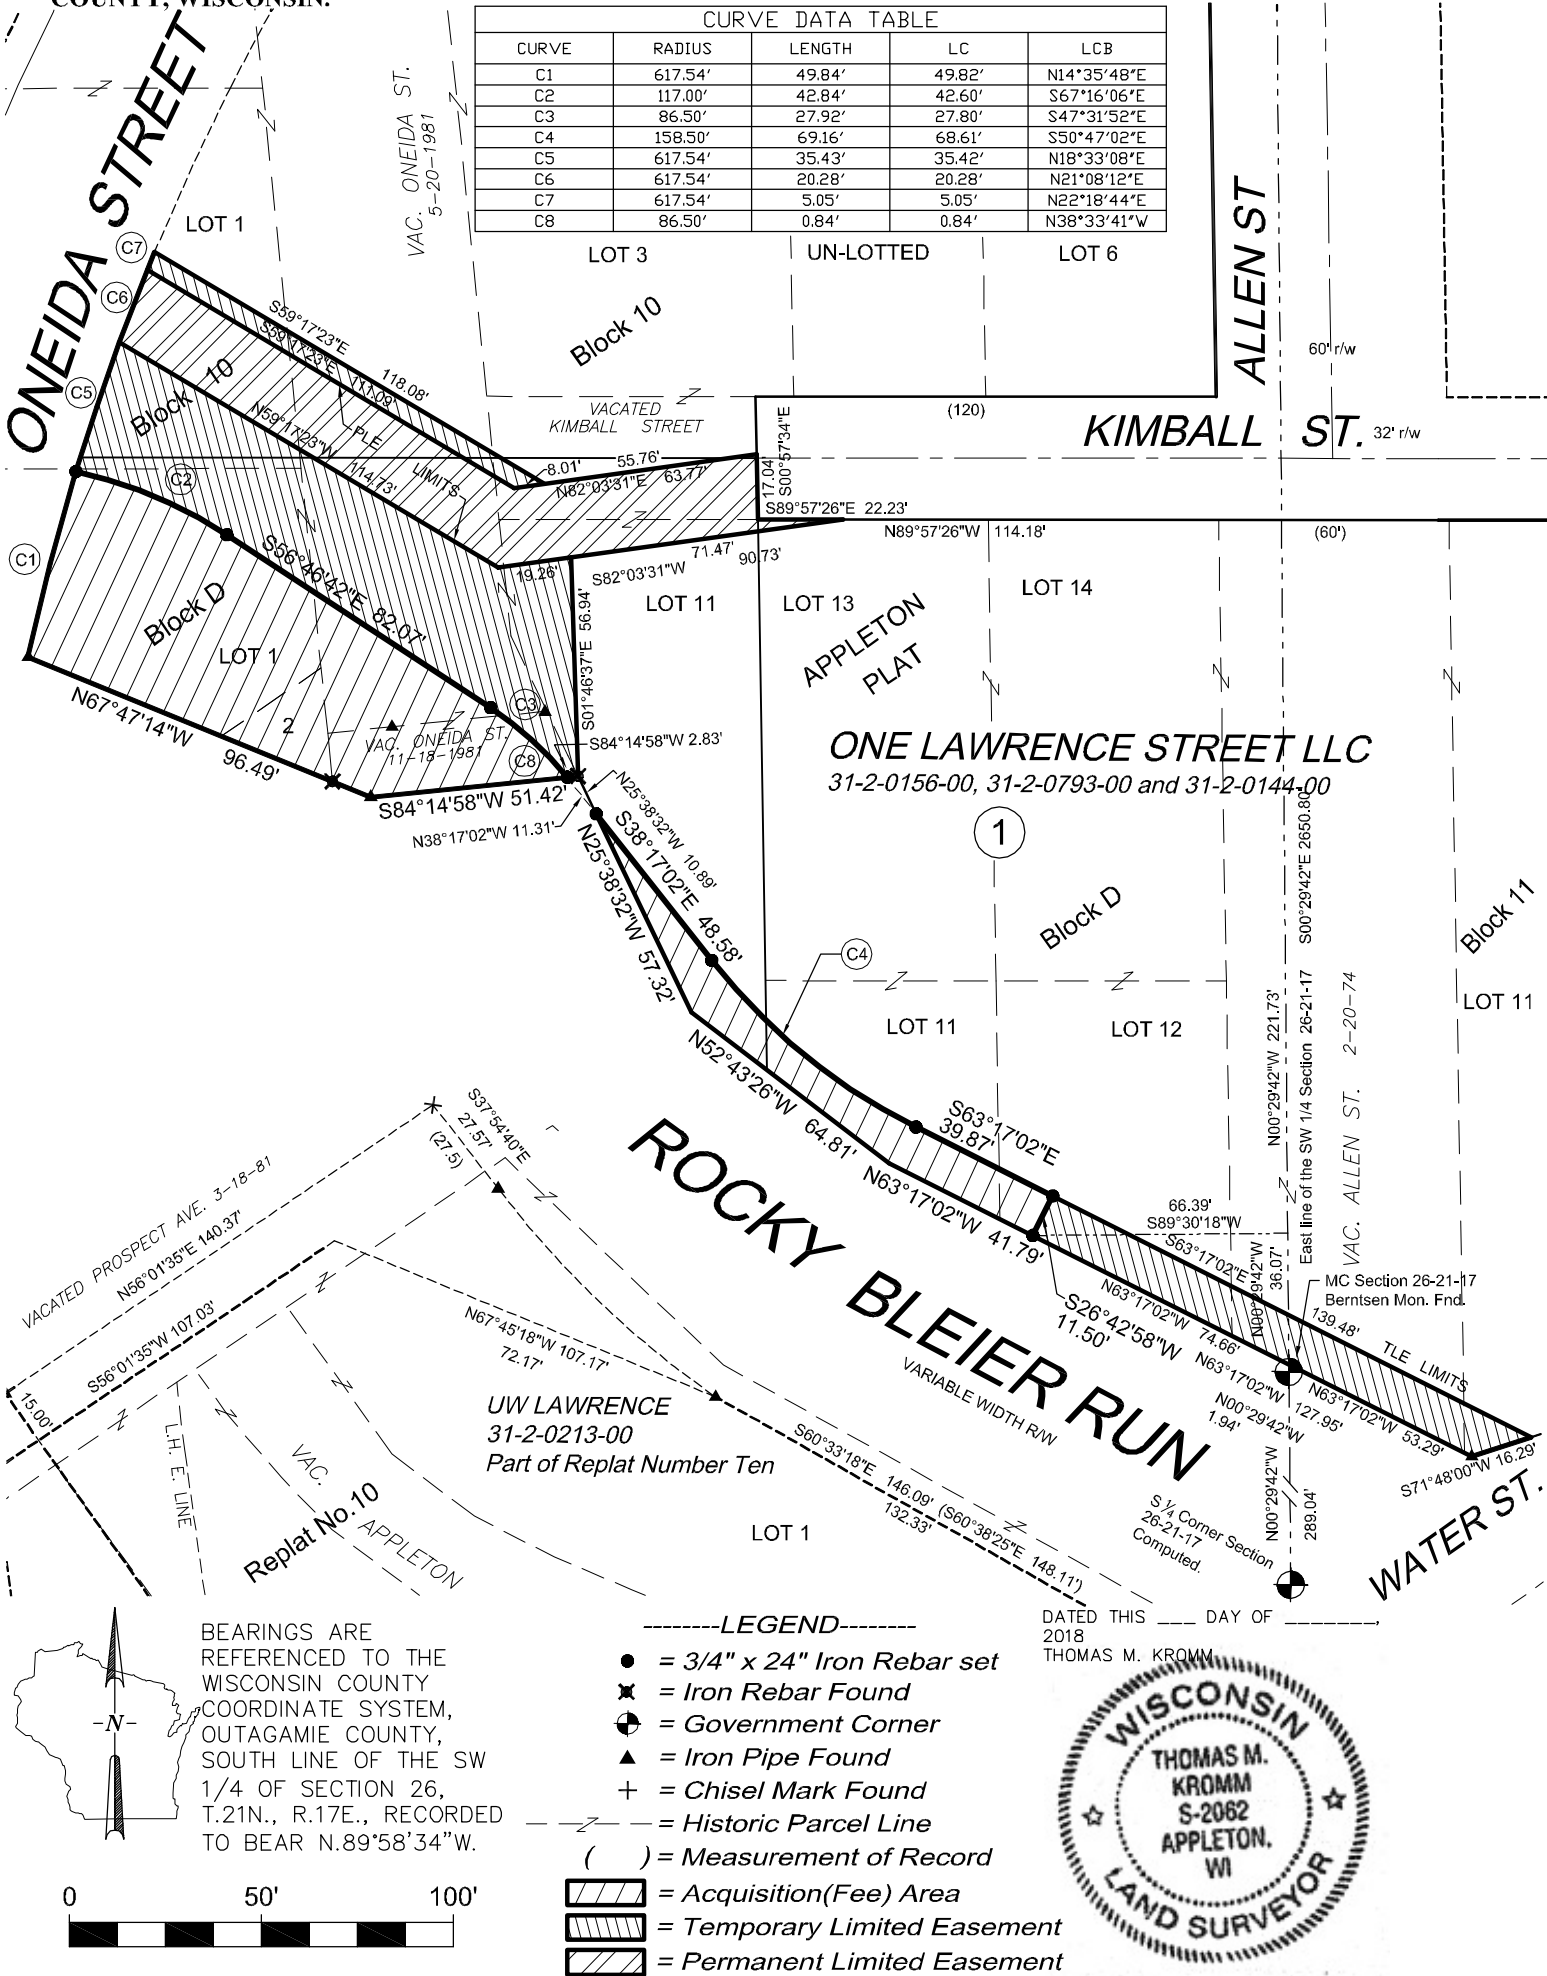 COUNTY, WISCONSIN.
CURVE DATA TABLE
CURVE RADIUS LENGTH LC LCB
C1 617.54' 49.84' 49.82' N14°35'48"E
C2 117.00' 42.84' 42.60' S67°16'06"E
C3 86.50' 27.92' 27.80' S47°31'52"E
C4 158.50' 69.16' 68.61' S50°47'02"E
C5 617.54' 35.43' 35.42' N18°33'08"E
C6 617.54' 20.28' 20.28' N21°08'12"E
C7 617.54' 5.05' 5.05' N22°18'44"E
C8 86.50' 0.84' 0.84' N38°33'41"W
ONEIDA STREET
VAC. ONEIDA ST.
5-20-1981
LOT 1
LOT 3
UN-LOTTED
LOT 6
ALLEN ST
60' r/w
C7
C6
C5
C2
C1
Block 10
Block 10
S59°17'23"E
118.08'
S59°17'23"E
111.09'
PLE LIMITS
N59°17'23"W
114.73'
VACATED
KIMBALL STREET
(120)
KIMBALL ST. 32' r/w
8.01'
55.76'
N82°03'31"E 63.77'
17.04'
S00°57'34"E
S89°57'26"E 22.23'
N89°57'26"W 114.18'
(60')
71.47'
90.73'
19.26'
S82°03'31"W
S56°46'42"E 82.07'
Block D
LOT 1
2
S01°46'37"E 56.94'
LOT 11
LOT 13
LOT 14
APPLETON
PLAT
N67°47'14"W
96.49'
VAC. ONEIDA ST.
11-18-1981
C3
C8
S84°14'58"W 2.83'
S84°14'58"W 51.42'
N38°17'02"W 11.31'
N25°38'32"W 10.89'
S38°17'02"E 48.58'
N25°38'32"W 57.32'
ONE LAWRENCE STREET LLC
31-2-0156-00, 31-2-0793-00 and 31-2-0144-00
1
Block D
C4
LOT 11
LOT 12
Block 11
LOT 11
S00°29'42"E 2650.80'
East line of the SW 1/4 Section 26-21-17
N00°29'42"W 221.73'
VAC. ALLEN ST. 2-20-74
N52°43'26"W 64.81'
S63°17'02"E
39.87'
N63°17'02"W 41.79'
66.39'
S89°30'18"W
S63°17'02"E
139.48'
TLE LIMITS
N00°29'42"W
36.07'
MC Section 26-21-17
Berntsen Mon. Fnd.
S26°42'58"W
11.50'
N63°17'02"W 74.66'
N63°17'02"W 127.95'
N63°17'02"W 53.29'
N00°29'42"W
1.94'
S71°48'00"W 16.29'
N00°29'42"W
289.04'
WATER ST.
S 1/4 Corner Section
26-21-17
Computed.
ROCKY BLEIER RUN
VARIABLE WIDTH R/W
S37°54'40"E
27.57'
(27.5)
VACATED PROSPECT AVE. 3-18-81
N56°01'35"E 140.37'
S56°01'35"W 107.03'
15.00'
N67°45'18"W 107.17'
72.17'
UW LAWRENCE
31-2-0213-00
Part of Replat Number Ten
S60°33'18"E 146.09' (S60°38'25"E 148.11')
132.33'
LOT 1
L.H. E. LINE
VAC. APPLETON
Replat No.10
-N-
BEARINGS ARE
REFERENCED TO THE
WISCONSIN COUNTY
COORDINATE SYSTEM,
OUTAGAMIE COUNTY,
SOUTH LINE OF THE SW
1/4 OF SECTION 26,
T.21N., R.17E., RECORDED
TO BEAR N.89°58'34"W.
0 50' 100'
--------LEGEND--------
= 3/4" x 24" Iron Rebar set
= Iron Rebar Found
= Government Corner
= Iron Pipe Found
= Chisel Mark Found
= Historic Parcel Line
( ) = Measurement of Record
= Acquisition(Fee) Area
= Temporary Limited Easement
= Permanent Limited Easement
DATED THIS ___ DAY OF _______,
2018
THOMAS M. KROMM
WISCONSIN
THOMAS M.
KROMM
S-2062
APPLETON,
WI
LAND SURVEYOR